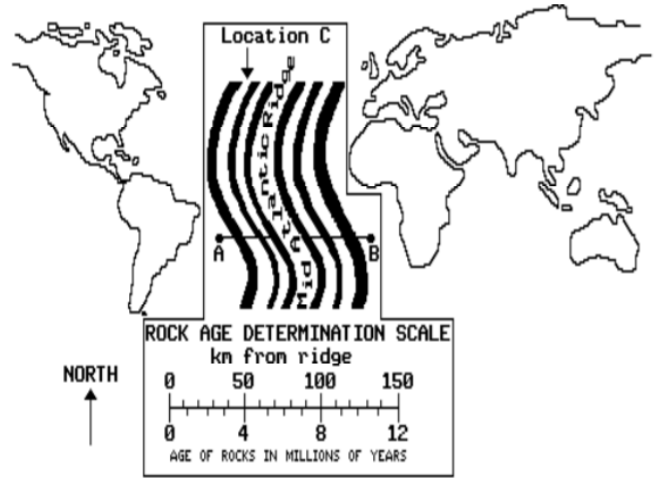 Location C
Mid Atlantic Ridge
A
B
ROCK AGE DETERMINATION SCALE
km from ridge
0 50 100 150
0 4 8 12
AGE OF ROCKS IN MILLIONS OF YEARS
NORTH